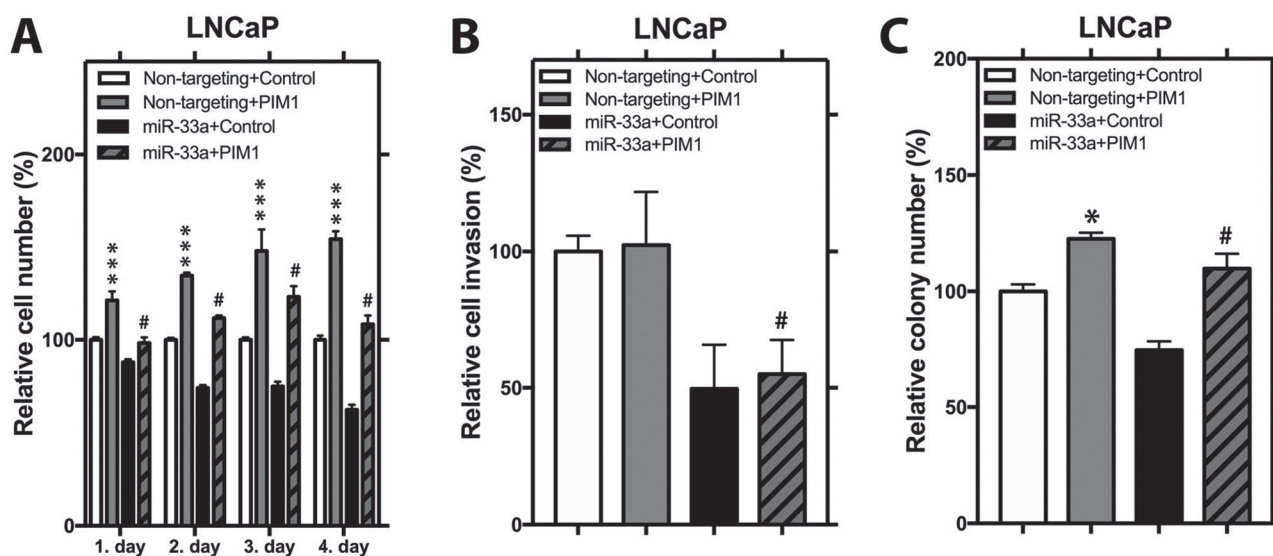 A
LNCaP
Non-targeting+Control
Non-targeting+PIM1
miR-33a+Control
miR-33a+PIM1
Relative cell number (%)
200
100
0
***
#
***
#
***
#
***
#
1. day
2. day
3. day
4. day
B
LNCaP
Non-targeting+Control
Non-targeting+PIM1
miR-33a+Control
miR-33a+PIM1
Relative cell invasion (%)
150
100
50
0
#
C
LNCaP
Non-targeting+Control
Non-targeting+PIM1
miR-33a+Control
miR-33a+PIM1
Relative colony number (%)
200
150
100
50
0
*
#